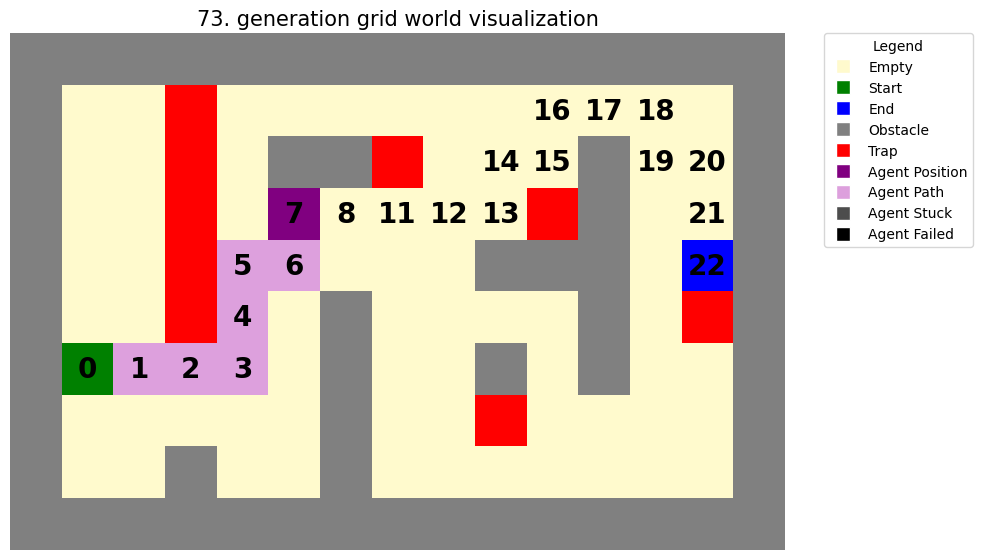 73. generation grid world visualization
16 17 18
14 15 19 20
7 8 11 12 13 21
5 6 22
4
0 1 2 3
Legend
Empty
Start
End
Obstacle
Trap
Agent Position
Agent Path
Agent Stuck
Agent Failed